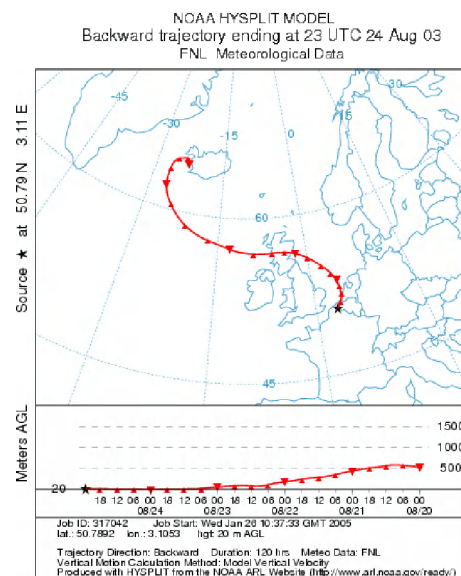 NOAA HYSPLIT MODEL
Backward trajectory ending at 23 UTC 24 Aug 03
FNL Meteorological Data
Source ★ at 50.79 N 3.11 E
-45
-30
-15
0
15
30
60
45
Meters AGL
1500
1000
500
20
18 12 06 00 18 12 06 00 18 12 06 00 18 12 06 00 18 12 06 00
08/24 08/23 08/22 08/21 08/20
Job ID: 317042 Job Start: Wed Jan 26 10:37:33 GMT 2005
lat.: 50.7892 lon.: 3.1053 hgt: 20 m AGL
Trajectory Direction: Backward Duration: 120 hrs Meteo Data: FNL
Vertical Motion Calculation Method: Model Vertical Velocity
Produced with HYSPLIT from the NOAA ARL Website (http://www.arl.noaa.gov/ready/)